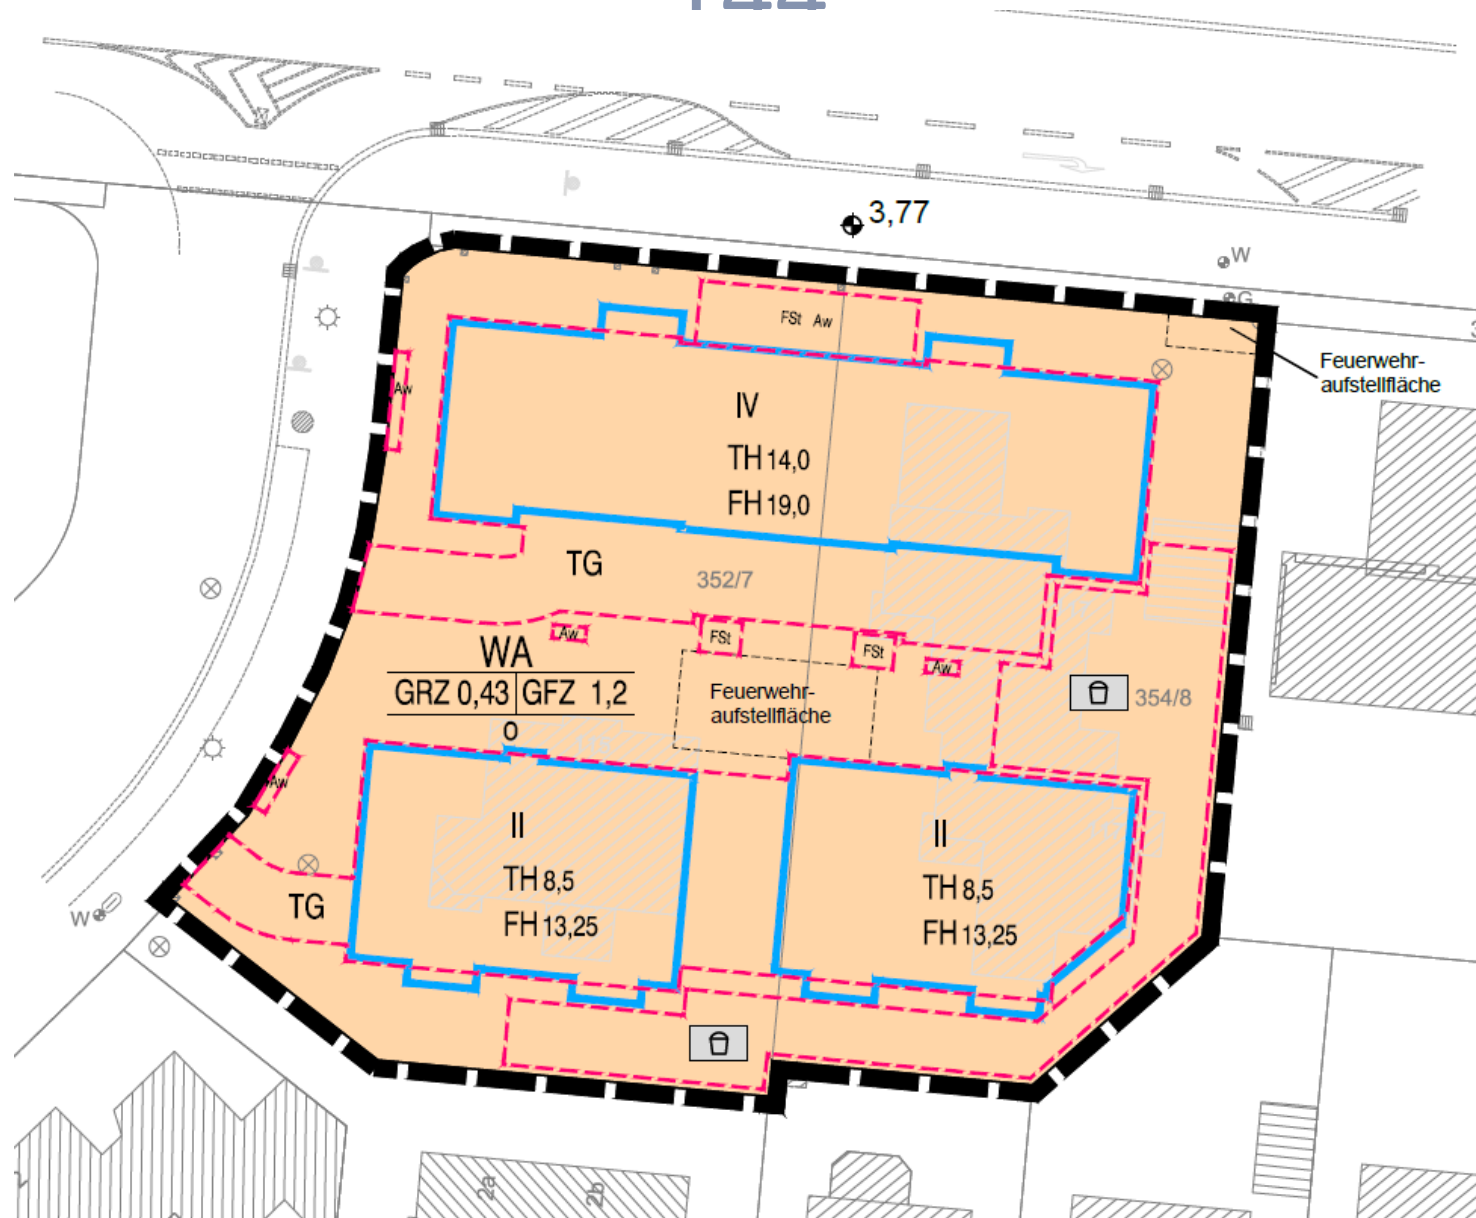 3,77
W
G
Feuerwehr-
aufstellfläche
FSt Aw
Aw
IV
TH 14,0
FH 19,0
TG
352/7
Aw
FSt
FSt
Aw
WA
GRZ 0,43 GFZ 1,2
o
Feuerwehr-
aufstellfläche
354/8
Aw
II
TH 8,5
FH 13,25
II
TH 8,5
FH 13,25
TG
W
2a
2b